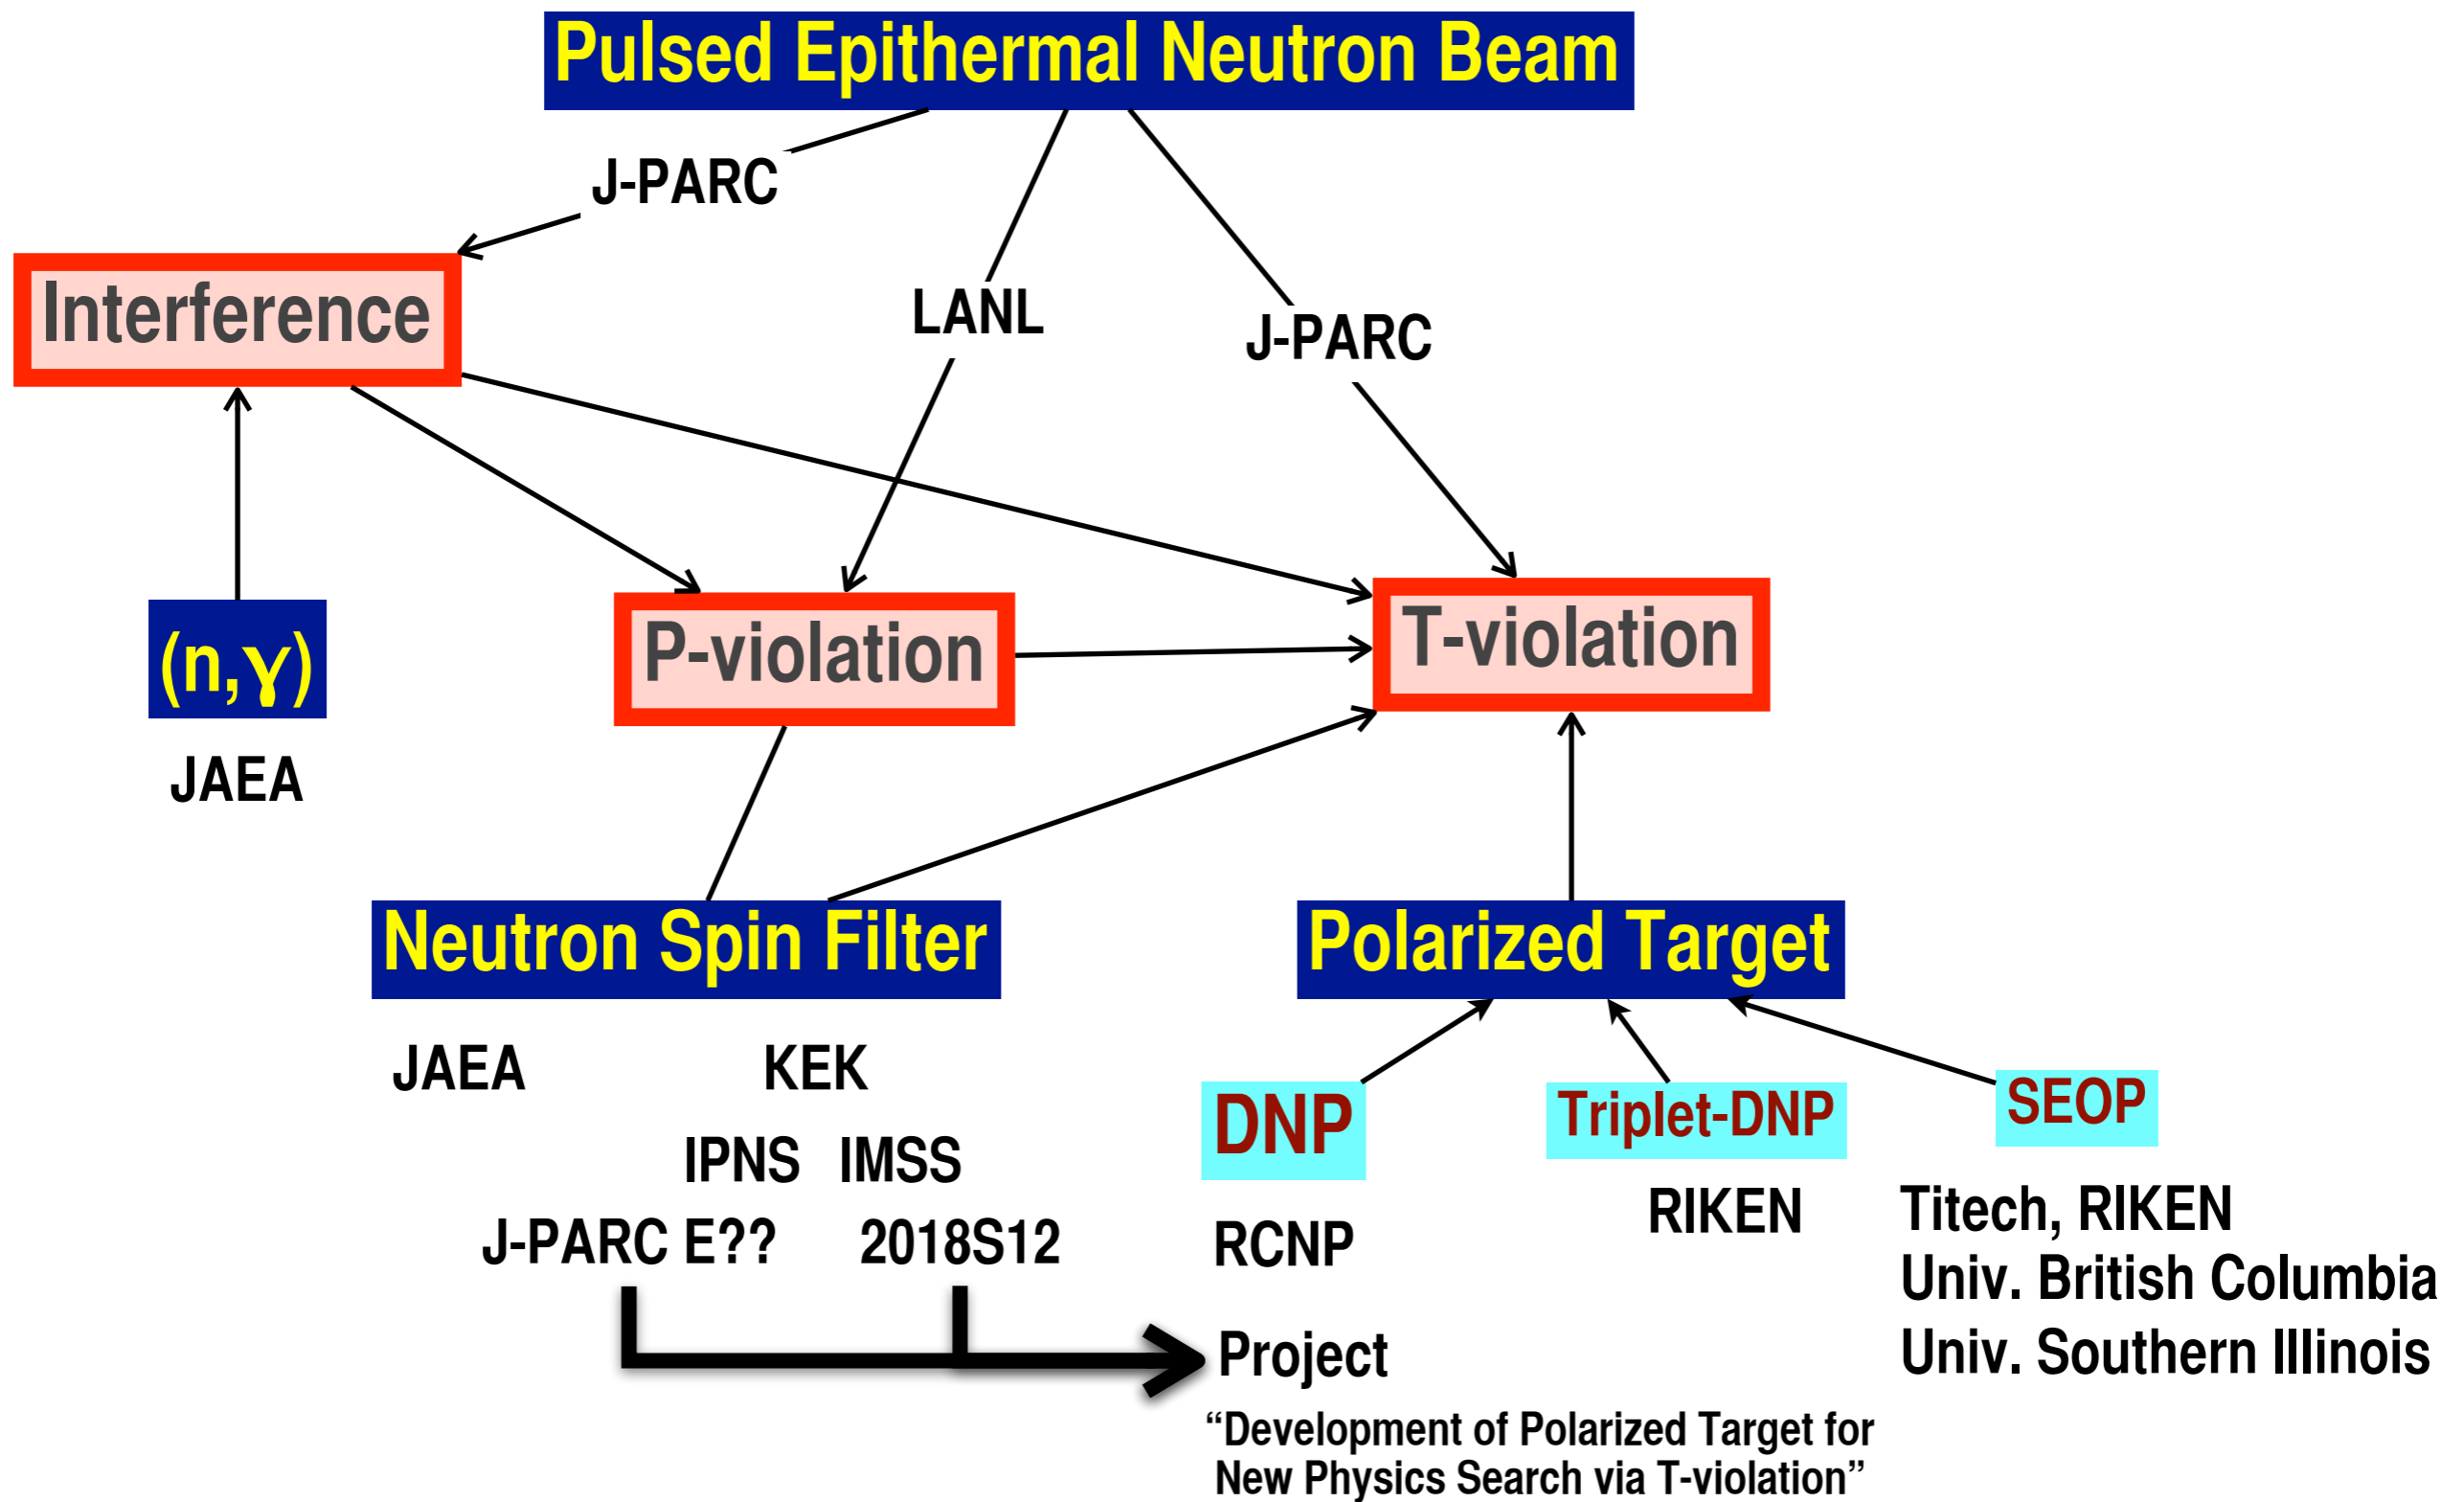 Pulsed Epithermal Neutron Beam
J-PARC
LANL
J-PARC
Interference
(n,γ)
JAEA
P-violation
T-violation
Neutron Spin Filter
Polarized Target
JAEA
KEK
IPNS
IMSS
J-PARC E??
2018S12
DNP
RCNP
Triplet-DNP
RIKEN
SEOP
Titech, RIKEN
Univ. British Columbia
Univ. Southern Illinois
Project
“Development of Polarized Target for
New Physics Search via T-violation”